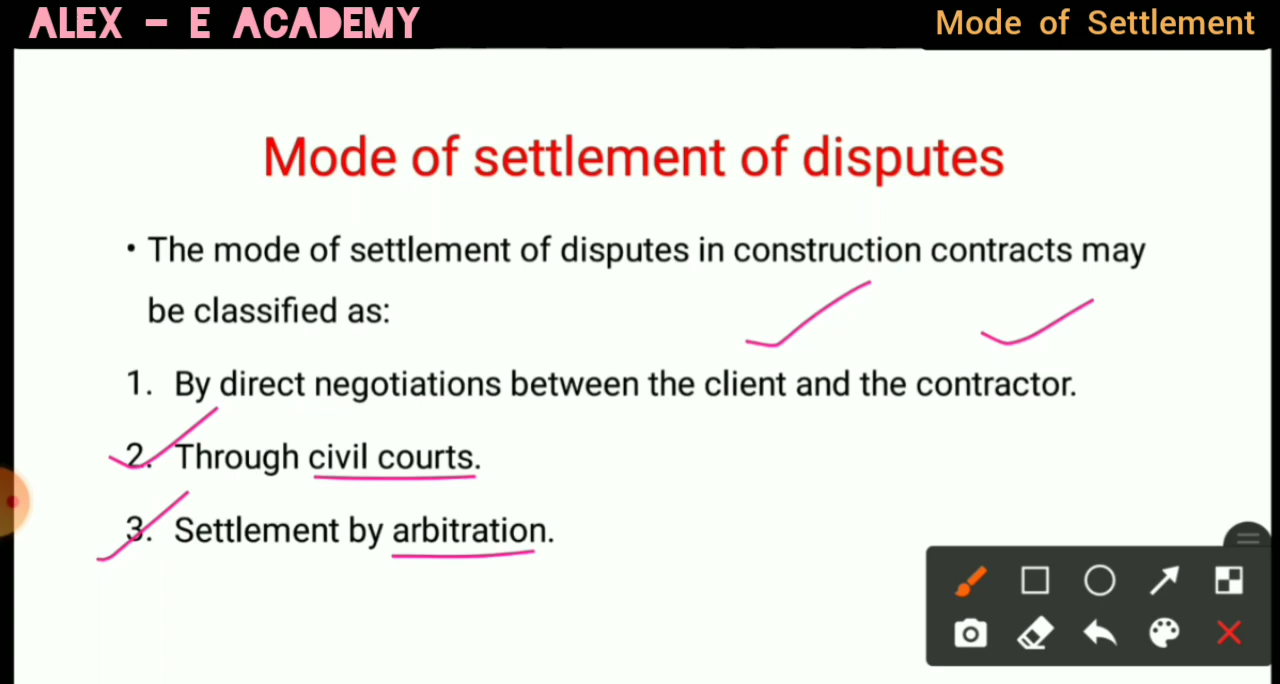 ALEX - E ACADEMY
Mode of Settlement
Mode of settlement of disputes
• The mode of settlement of disputes in construction contracts may
be classified as:
1. By direct negotiations between the client and the contractor.
2. Through civil courts.
3. Settlement by arbitration.